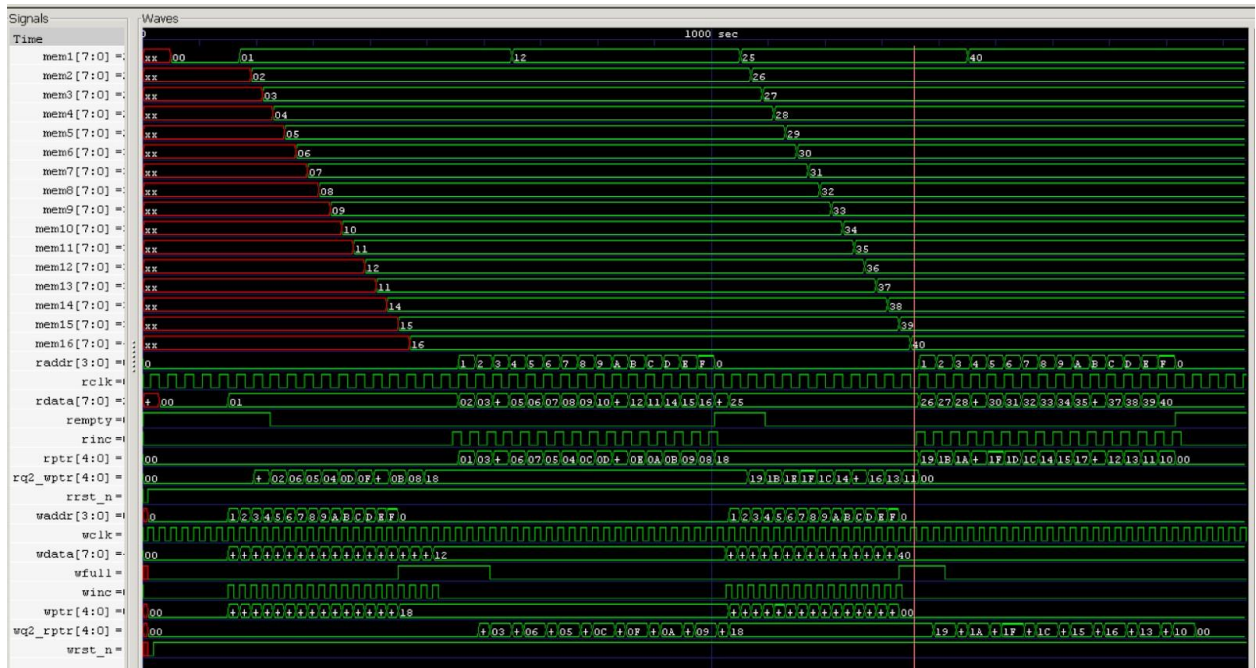 Signals Waves
Time 0 1000 sec
mem1[7:0] = xx 00 01 12 25 40
mem2[7:0] = xx 02 26
mem3[7:0] = xx 03 27
mem4[7:0] = xx 04 28
mem5[7:0] = xx 05 29
mem6[7:0] = xx 06 30
mem7[7:0] = xx 07 31
mem8[7:0] = xx 08 32
mem9[7:0] = xx 09 33
mem10[7:0] = xx 10 34
mem11[7:0] = xx 11 35
mem12[7:0] = xx 12 36
mem13[7:0] = xx 11 37
mem14[7:0] = xx 14 38
mem15[7:0] = xx 15 39
mem16[7:0] = xx 16 40
raddr[3:0] = 0 1 2 3 4 5 6 7 8 9 A B C D E F 0 1 2 3 4 5 6 7 8 9 A B C D E F 0
rclk =
rdata[7:0] = + 00 01 02 03 + 05 06 07 08 09 10 + 12 11 14 15 16 + 25 26 27 28 + 30 31 32 33 34 35 + 37 38 39 40
rempty =
rinc =
rptr[4:0] = 00 01 03 + 06 07 05 04 0C 0D + 0E 0A 0B 09 08 18 19 1B 1A + 1F 1D 1C 14 15 17 + 12 13 11 10 00
rq2_wptr[4:0] = 00 + 02 06 05 04 0D 0F + 0B 08 18 19 1B 1E 1F 1C 14 + 16 13 11 00
rrst_n =
waddr[3:0] = 0 1 2 3 4 5 6 7 8 9 A B C D E F 0 1 2 3 4 5 6 7 8 9 A B C D E F 0
wclk =
wdata[7:0] = 00 + + + + + + + + + + + + + + + + + + 12 + + + + + + + + + + + + + + + 40
wfull =
winc =
wptr[4:0] = 00 + + + + + + + + + + + + + + + 18 + + + + + + + + + + + + + + + 00
wq2_rptr[4:0] = 00 + 03 + 06 + 05 + 0C + 0F + 0A + 09 + 18 19 + 1A + 1F + 1C + 15 + 16 + 13 + 10 00
wrst_n =